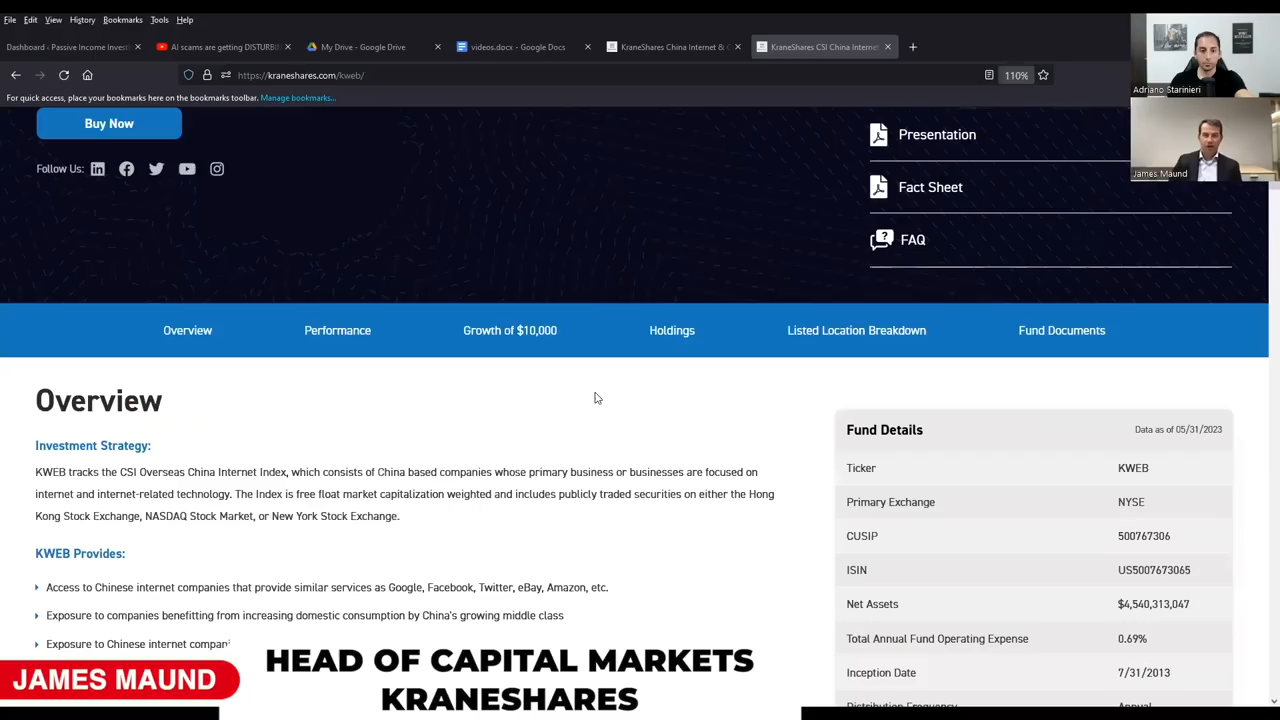 File Edit View History Bookmarks Tools Help
Dashboard - Passive Income Invest
AI scams are getting DISTURBIN
My Drive - Google Drive
videos.docx - Google Docs
KraneShares China Internet & C
KraneShares CSI China Internet
https://kraneshares.com/kweb/
110%
For quick access, place your bookmarks here on the bookmarks toolbar. Manage bookmarks...
Adriano Starinieri
James Maund
Buy Now
Follow Us:
Presentation
Fact Sheet
FAQ
Overview Performance Growth of $10,000 Holdings Listed Location Breakdown Fund Documents
Overview
Investment Strategy:
KWEB tracks the CSI Overseas China Internet Index, which consists of China based companies whose primary business or businesses are focused on
internet and internet-related technology. The Index is free float market capitalization weighted and includes publicly traded securities on either the Hong
Kong Stock Exchange, NASDAQ Stock Market, or New York Stock Exchange.
KWEB Provides:
Access to Chinese internet companies that provide similar services as Google, Facebook, Twitter, eBay, Amazon, etc.
Exposure to companies benefitting from increasing domestic consumption by China's growing middle class
Exposure to Chinese internet compani
Fund Details Data as of 05/31/2023
Ticker KWEB
Primary Exchange NYSE
CUSIP 500767306
ISIN US5007673065
Net Assets $4,540,313,047
Total Annual Fund Operating Expense 0.69%
Inception Date 7/31/2013
Distribution Frequency Annual
JAMES MAUND
HEAD OF CAPITAL MARKETS
KRANESHARES